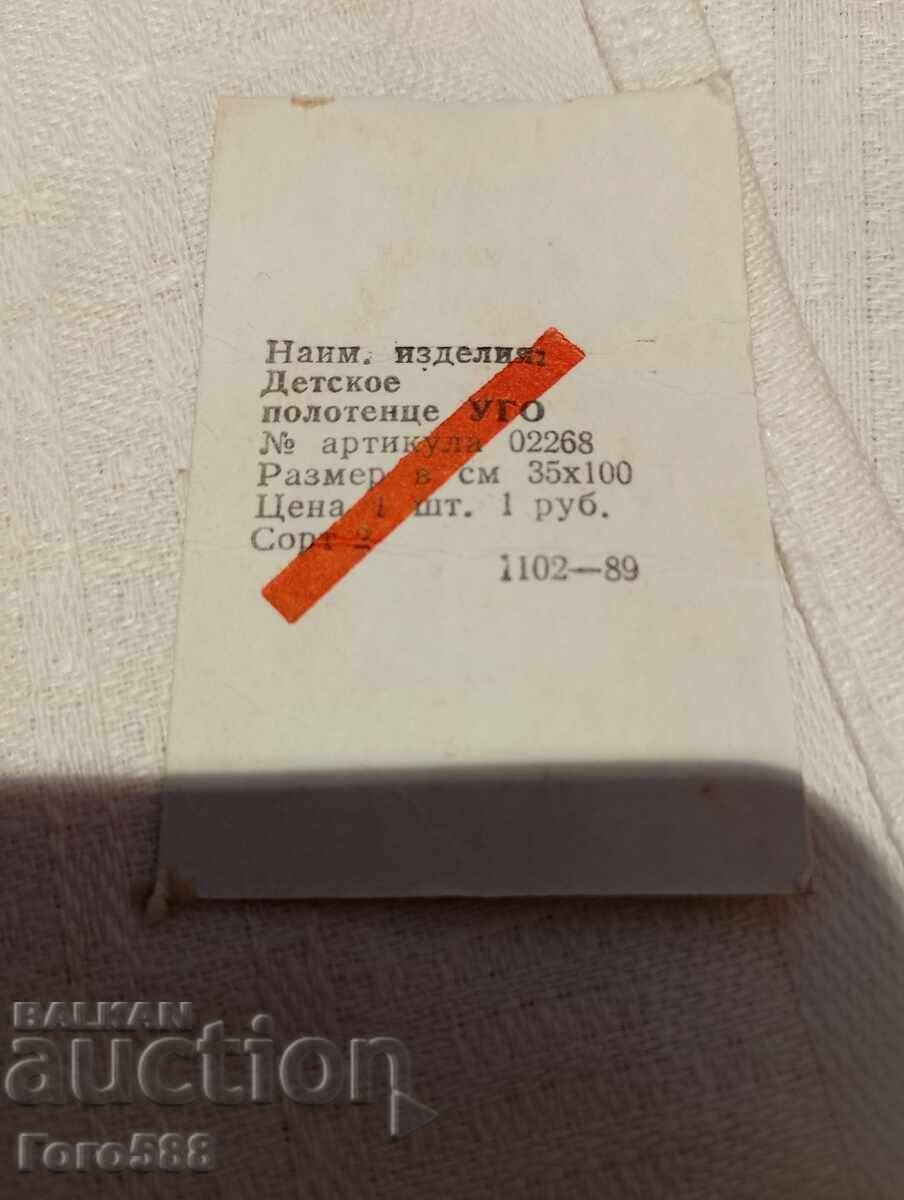 Наим. изделия:
Детское
полотенце УГО
№ артикула 02268
Размер в см 35х100
Цена 1 шт. 1 руб.
Сорт 2
1102—89
BALKAN
auction
Гого588